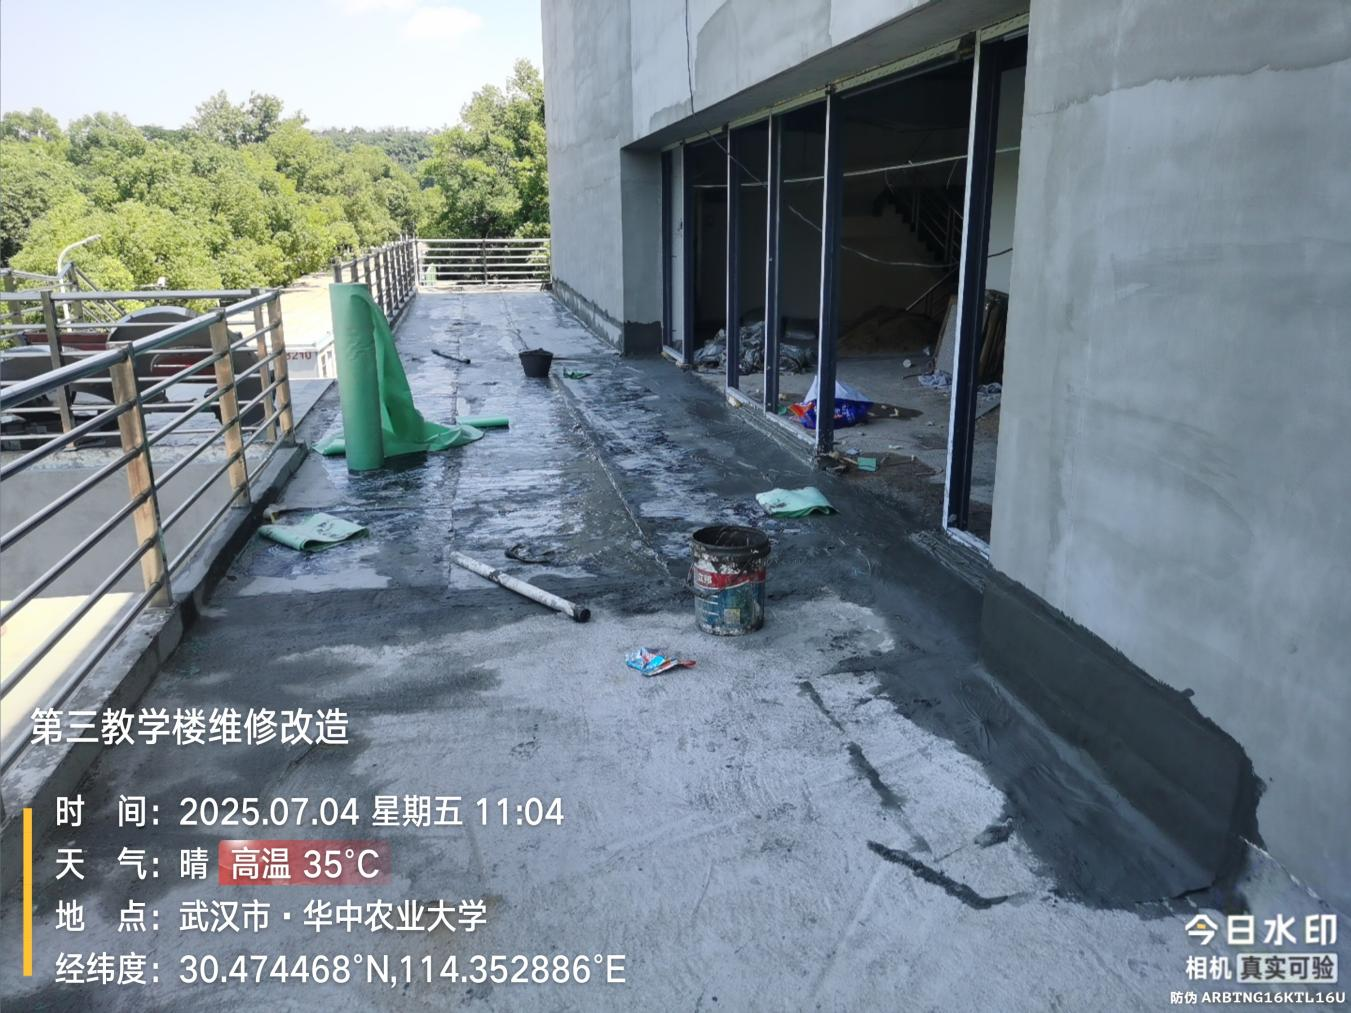 3210
第三教学楼维修改造
时 间：2025.07.04 星期五 11:04
天 气：晴 高温 35°C
地 点：武汉市·华中农业大学
经纬度：30.474468°N,114.352886°E
今日水印
相机 真实可验
防伪 ARBTNG16KTL16U